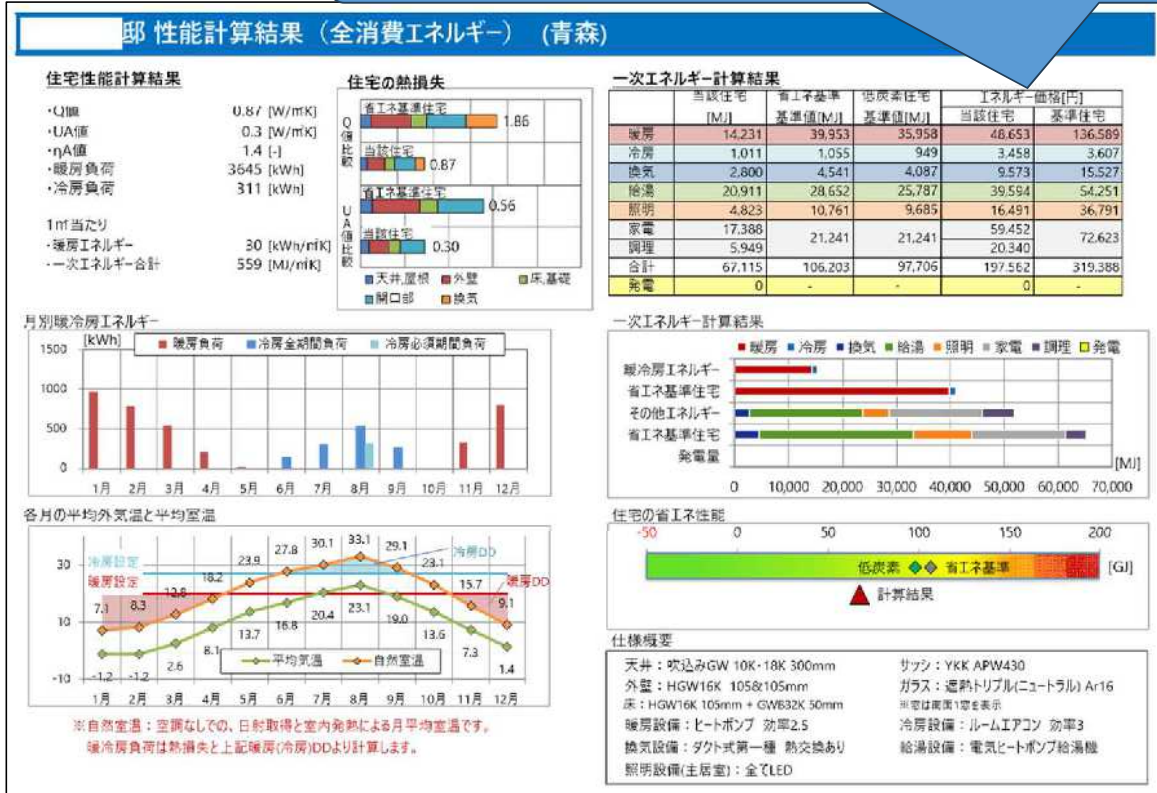 邸 性能計算結果（全消費エネルギー） (青森)
住宅性能計算結果
・Q値 0.87 [W/㎡K]
・UA値 0.3 [W/㎡K]
・ηA値 1.4 [-]
・暖房負荷 3645 [kWh]
・冷房負荷 311 [kWh]
1㎡当たり
・暖房エネルギー 30 [kWh/㎡K]
・一次エネルギー合計 559 [MJ/㎡K]
住宅の熱損失
Q値比較
省エネ基準住宅
1.86
当該住宅
0.87
UA値比較
省エネ基準住宅
0.56
当該住宅
0.30
天井,屋根 外壁 床,基礎
開口部 換気
一次エネルギー計算結果
当該住宅 省エネ基準 低炭素住宅 エネルギー価格[円]
[MJ] 基準値[MJ] 基準値[MJ] 当該住宅 基準住宅
暖房 14,231 39,953 35,958 48,653 136,589
冷房 1,011 1,055 949 3,458 3,607
換気 2,800 4,541 4,087 9,573 15,527
給湯 20,911 28,652 25,787 39,594 54,251
照明 4,823 10,761 9,685 16,491 36,791
家電 17,388 21,241 21,241 59,452 72,623
調理 5,949 20,340
合計 67,115 106,203 97,706 197,562 319,388
発電 0 - - 0 -
月別暖冷房エネルギー
[kWh]
暖房負荷 冷房全期間負荷 冷房必須期間負荷
1500
1000
500
0
1月 2月 3月 4月 5月 6月 7月 8月 9月 10月 11月 12月
一次エネルギー計算結果
暖房 冷房 換気 給湯 照明 家電 調理 発電
暖冷房エネルギー
省エネ基準住宅
その他エネルギー
省エネ基準住宅
発電量
[MJ]
0 10,000 20,000 30,000 40,000 50,000 60,000 70,000
各月の平均外気温と平均室温
30
10
-10
冷房設定
暖房設定
冷房DD
暖房DD
7.1 8.3 12.8 18.2 23.9 27.8 30.1 33.1 29.1 23.1 15.7 9.1
-1.2 -1.2 2.6 8.1 13.7 16.8 20.4 23.1 19.0 13.6 7.3 1.4
平均気温 自然室温
1月 2月 3月 4月 5月 6月 7月 8月 9月 10月 11月 12月
※自然室温：空調なしでの、日射取得と室内発熱による月平均室温です。
暖冷房負荷は熱損失と上記暖房(冷房)DDより計算します。
住宅の省エネ性能
-50 0 50 100 150 200
低炭素 省エネ基準 [GJ]
計算結果
仕様概要
天井：吹込みGW 10K・18K 300mm
サッシ：YKK APW430
外壁：HGW16K 105&105mm
ガラス：遮熱トリプル(ニュートラル) Ar16
床：HGW16K 105mm + GWB32K 50mm
※窓は南面1窓を表示
暖房設備：ヒートポンプ 効率2.5
冷房設備：ルームエアコン 効率3
換気設備：ダクト式第一種 熱交換あり
給湯設備：電気ヒートポンプ給湯機
照明設備(主居室)：全てLED